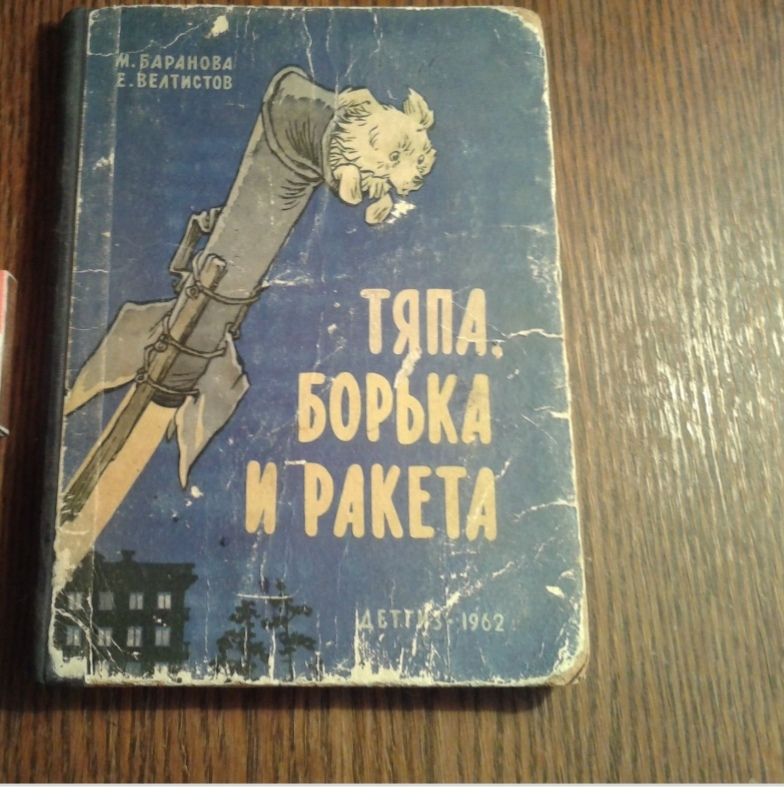 М. БАРАНОВА
Е. ВЕЛТИСТОВ
ТЯПА,
БОРЬКА
И РАКЕТА
ДЕТГИЗ-1962